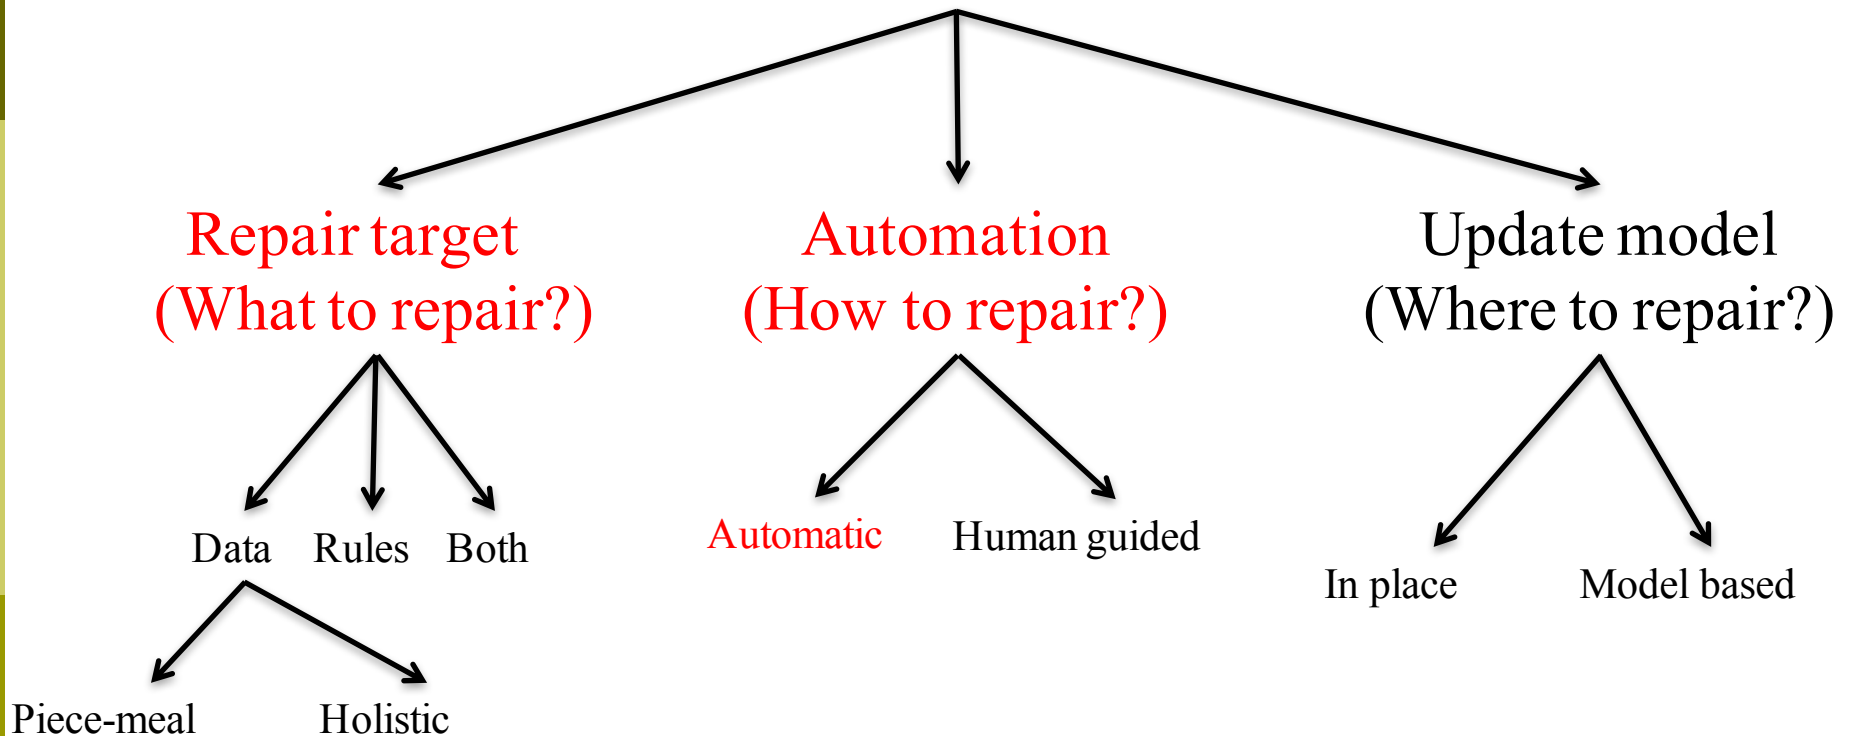 Repair target
(What to repair?)
Automation
(How to repair?)
Update model
(Where to repair?)
Data
Rules
Both
Automatic
Human guided
In place
Model based
Piece-meal
Holistic